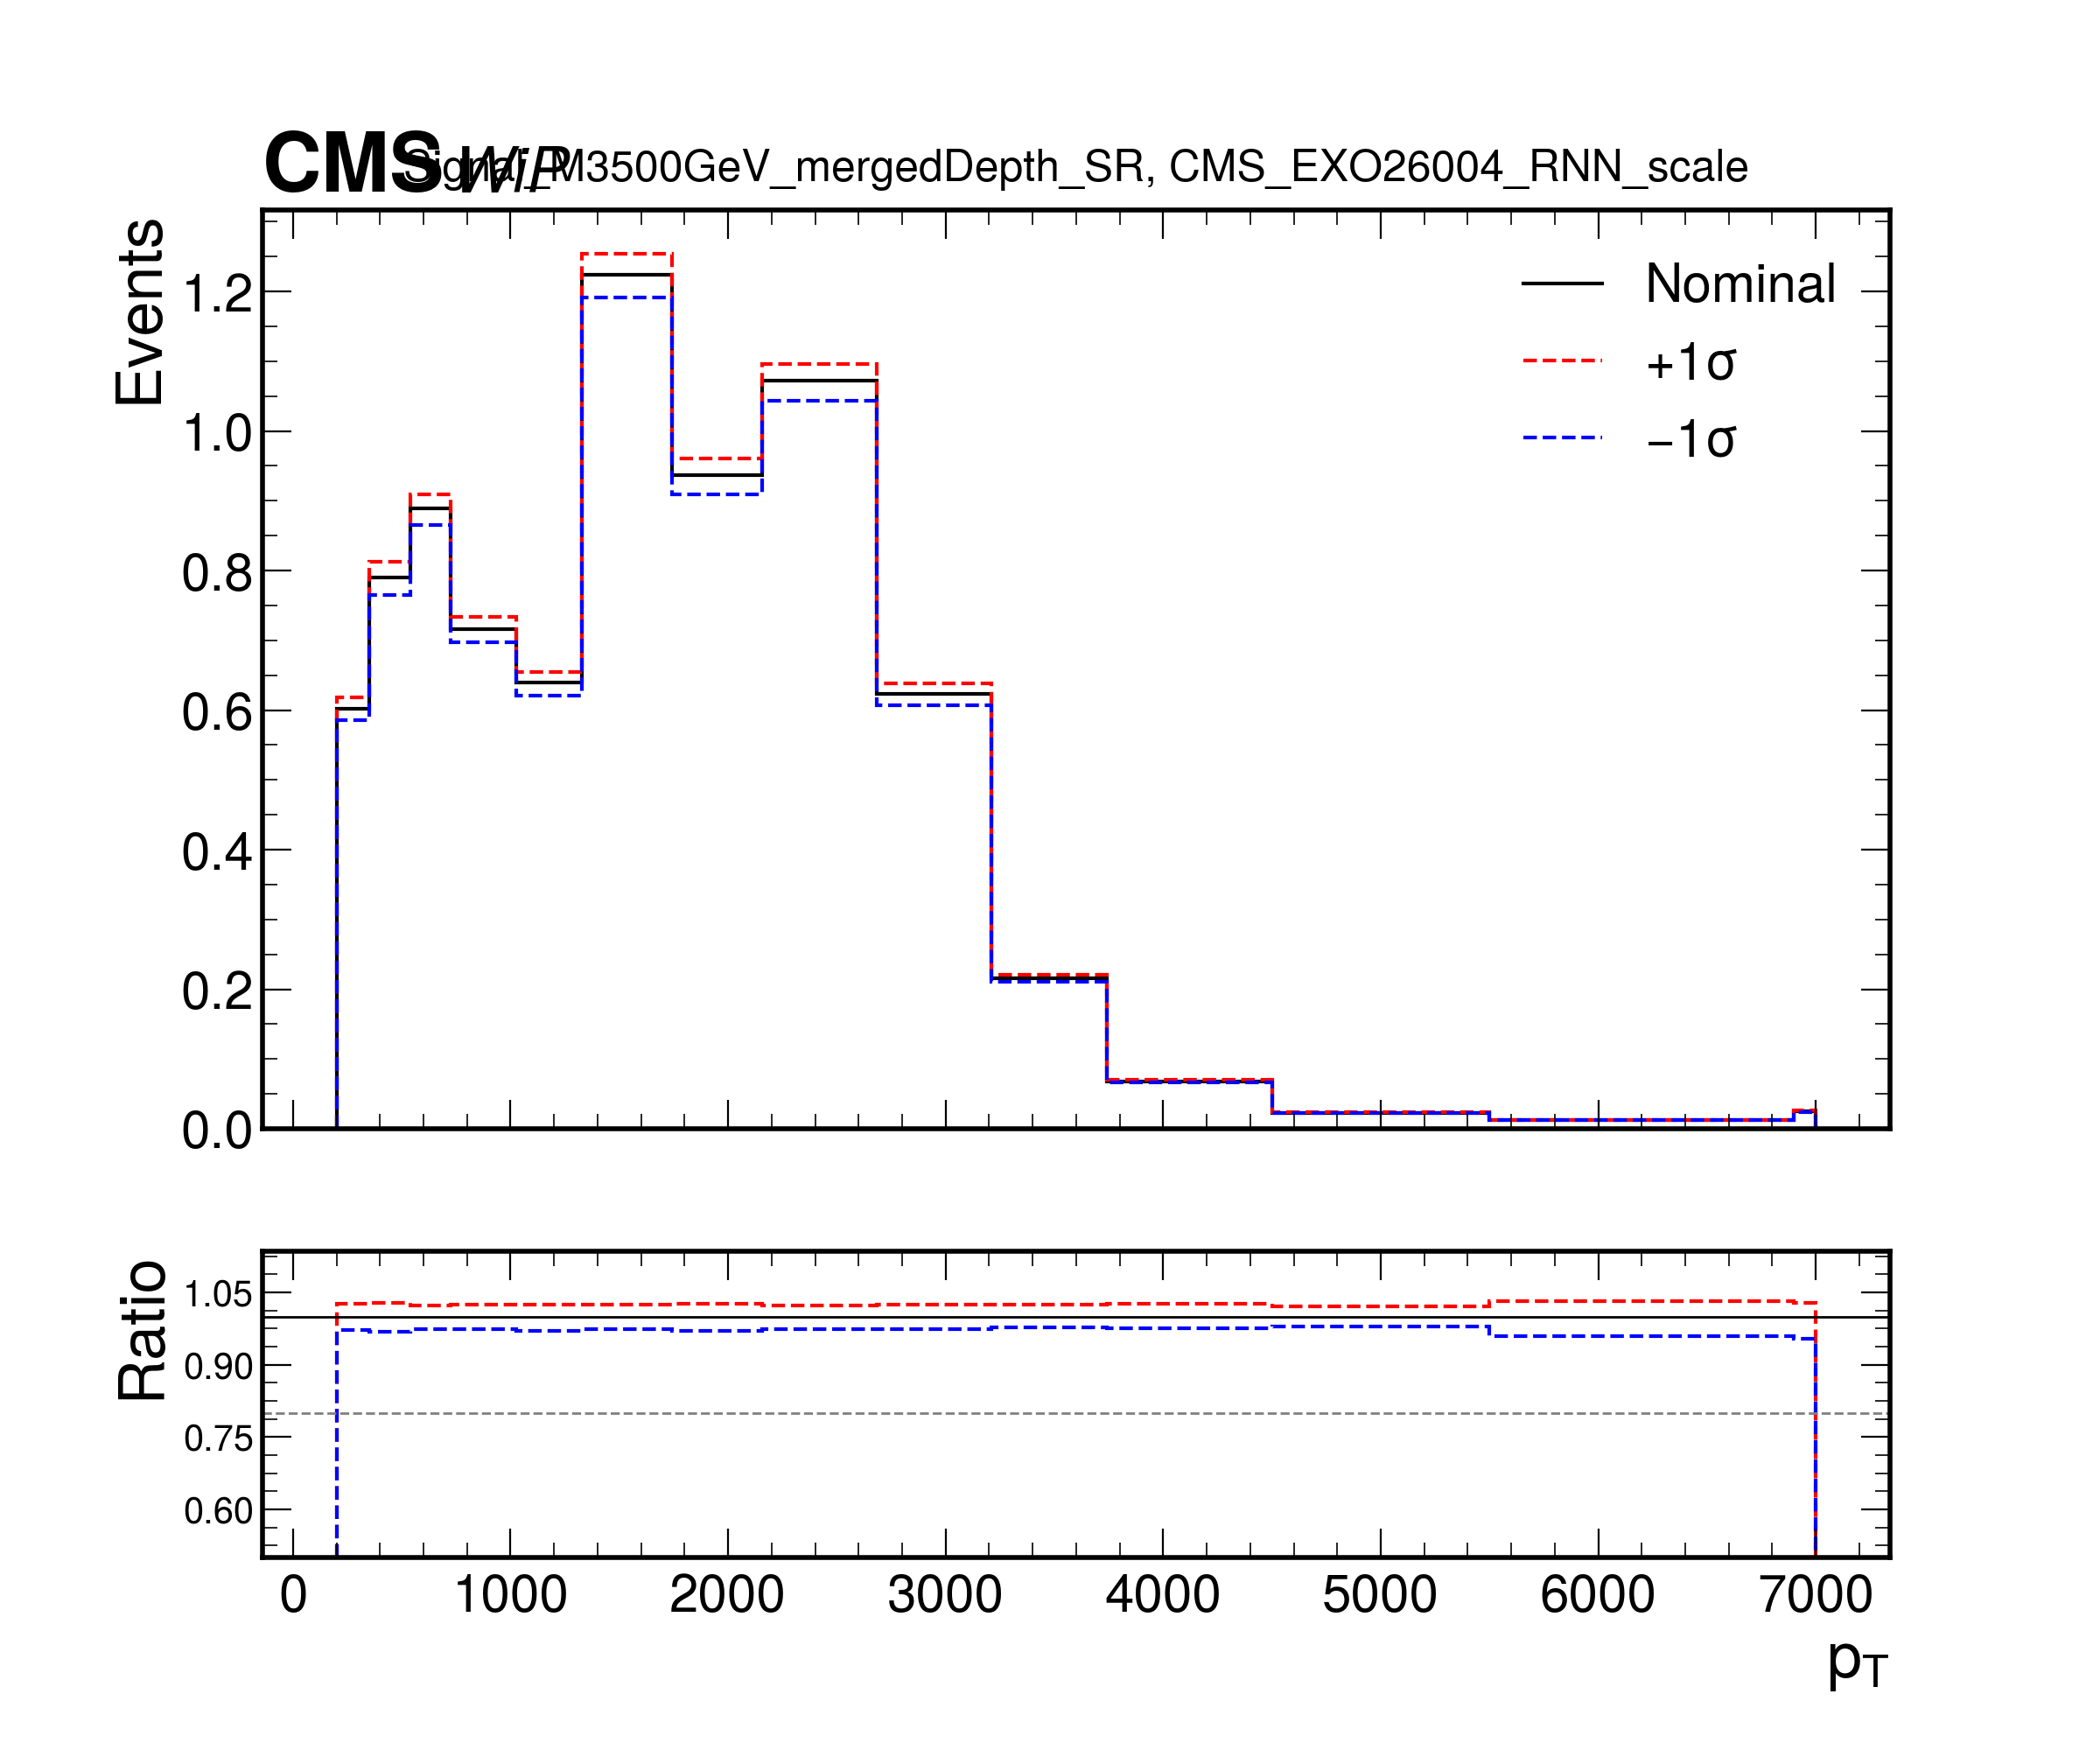 CMS WiP
Signal_M3500GeV_mergedDepth_SR, CMS_EXO26004_RNN_scale
Events
1.2
1.0
0.8
0.6
0.4
0.2
0.0
Nominal
+1σ
−1σ
Ratio
1.05
0.90
0.75
0.60
0 1000 2000 3000 4000 5000 6000 7000
pT